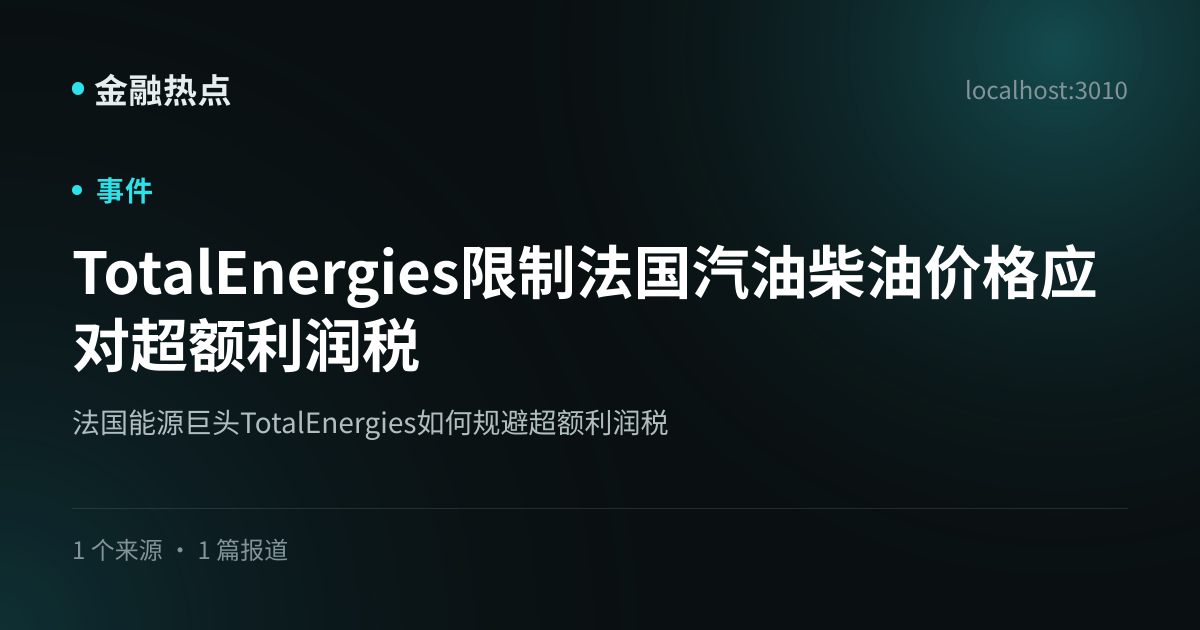 金融热点
localhost:3010
事件
TotalEnergies限制法国汽油柴油价格应
对超额利润税
法国能源巨头TotalEnergies如何规避超额利润税
1 个来源 · 1 篇报道